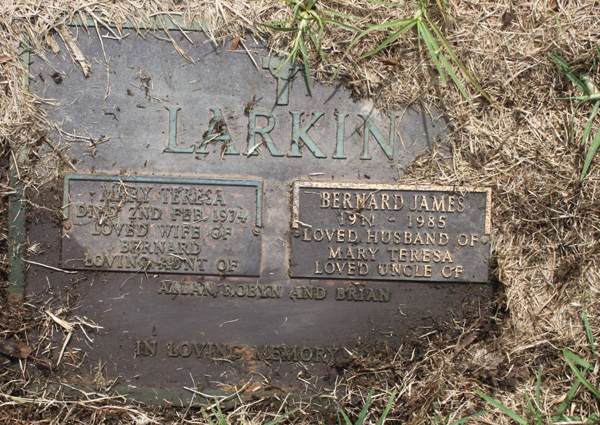 LARKIN
MARY TERESA
DIED 2ND FEB. 1974
LOVED WIFE OF
BERNARD
LOVING AUNT OF
BERNARD JAMES
1911 - 1985
LOVED HUSBAND OF
MARY TERESA
LOVED UNCLE OF
ALLAN, ROBYN AND BRIAN
IN LOVING MEMORY